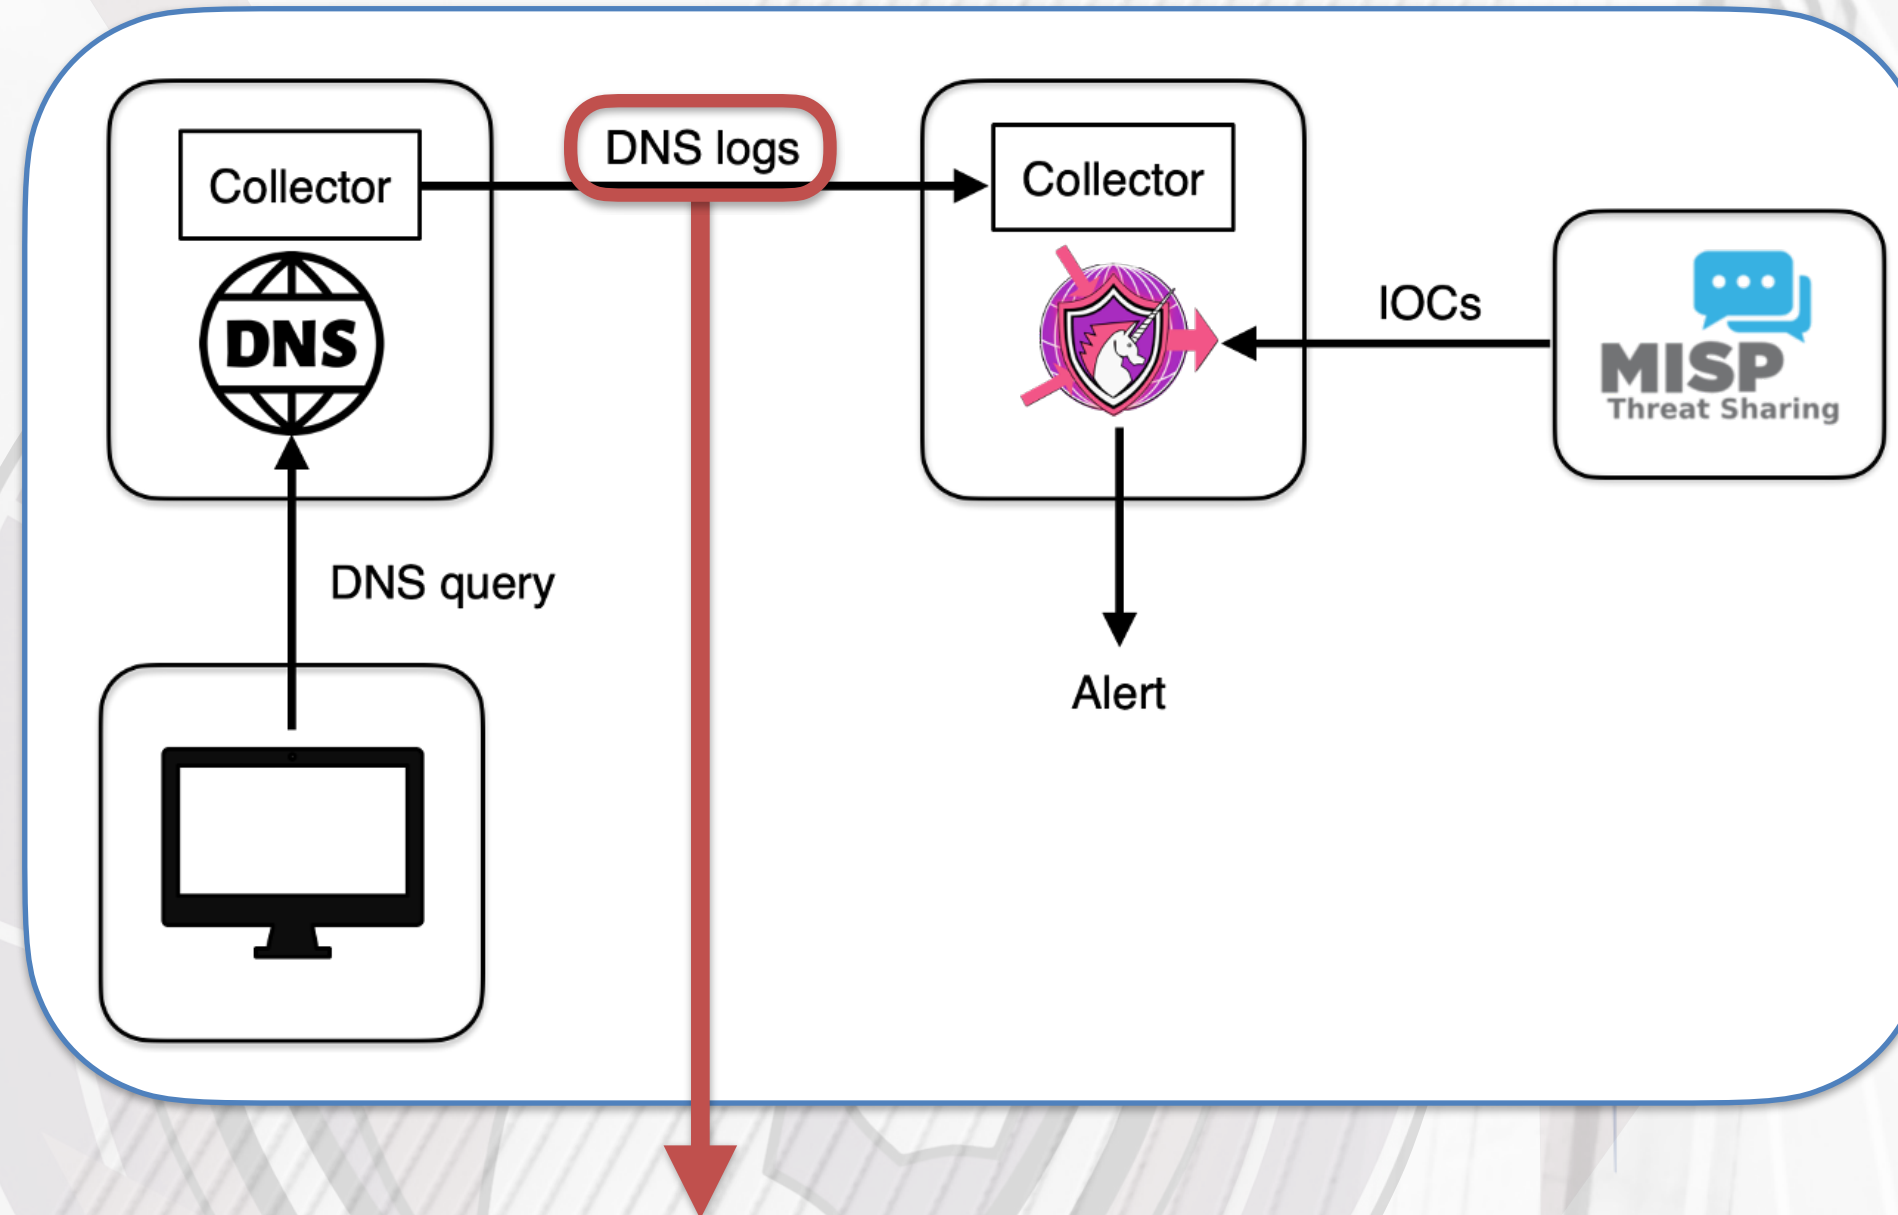 DNS logs
Collector
Collector
DNS
IOCs
MISP
Threat Sharing
DNS query
Alert